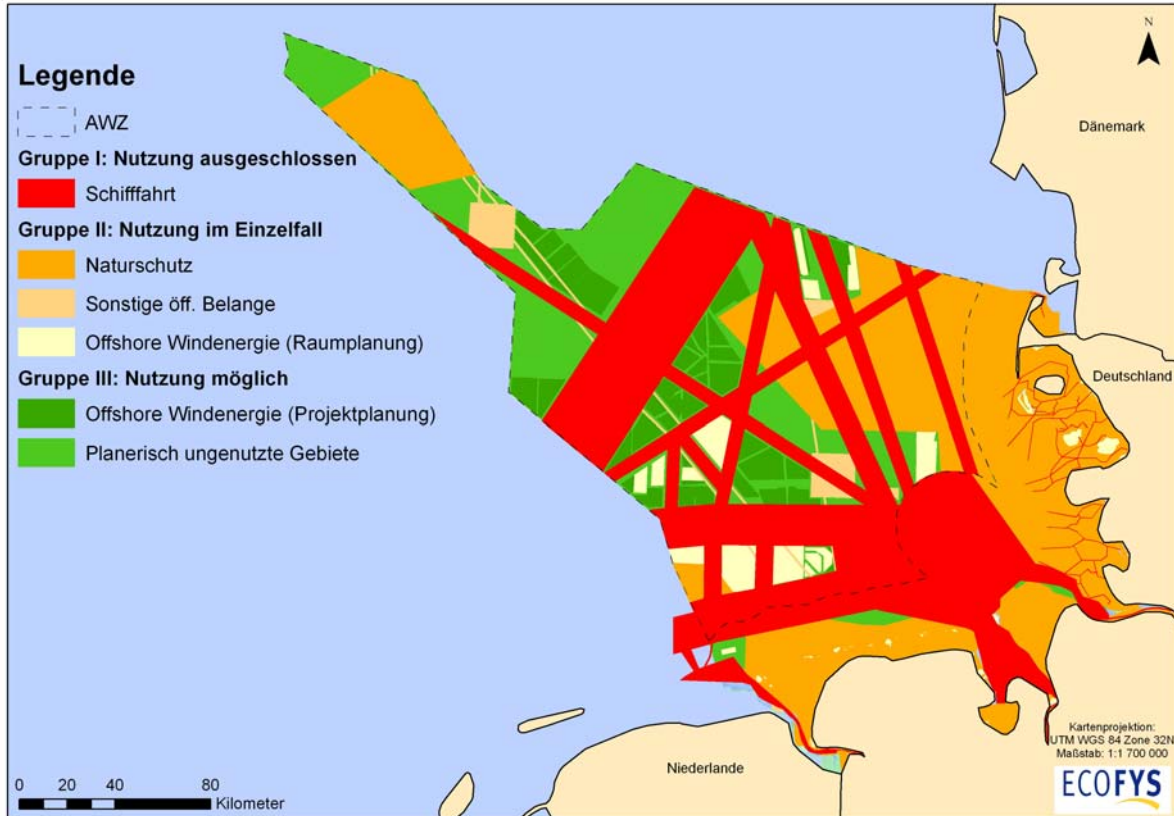 Legende
AWZ
Gruppe I: Nutzung ausgeschlossen
Schifffahrt
Gruppe II: Nutzung im Einzelfall
Naturschutz
Sonstige öff. Belange
Offshore Windenergie (Raumplanung)
Gruppe III: Nutzung möglich
Offshore Windenergie (Projektplanung)
Planerisch ungenutzte Gebiete
N
Dänemark
Deutschland
Niederlande
0 20 40 80
Kilometer
Kartenprojektion:
UTM WGS 84 Zone 32N
Maßstab: 1:1 700 000
ECOFYS